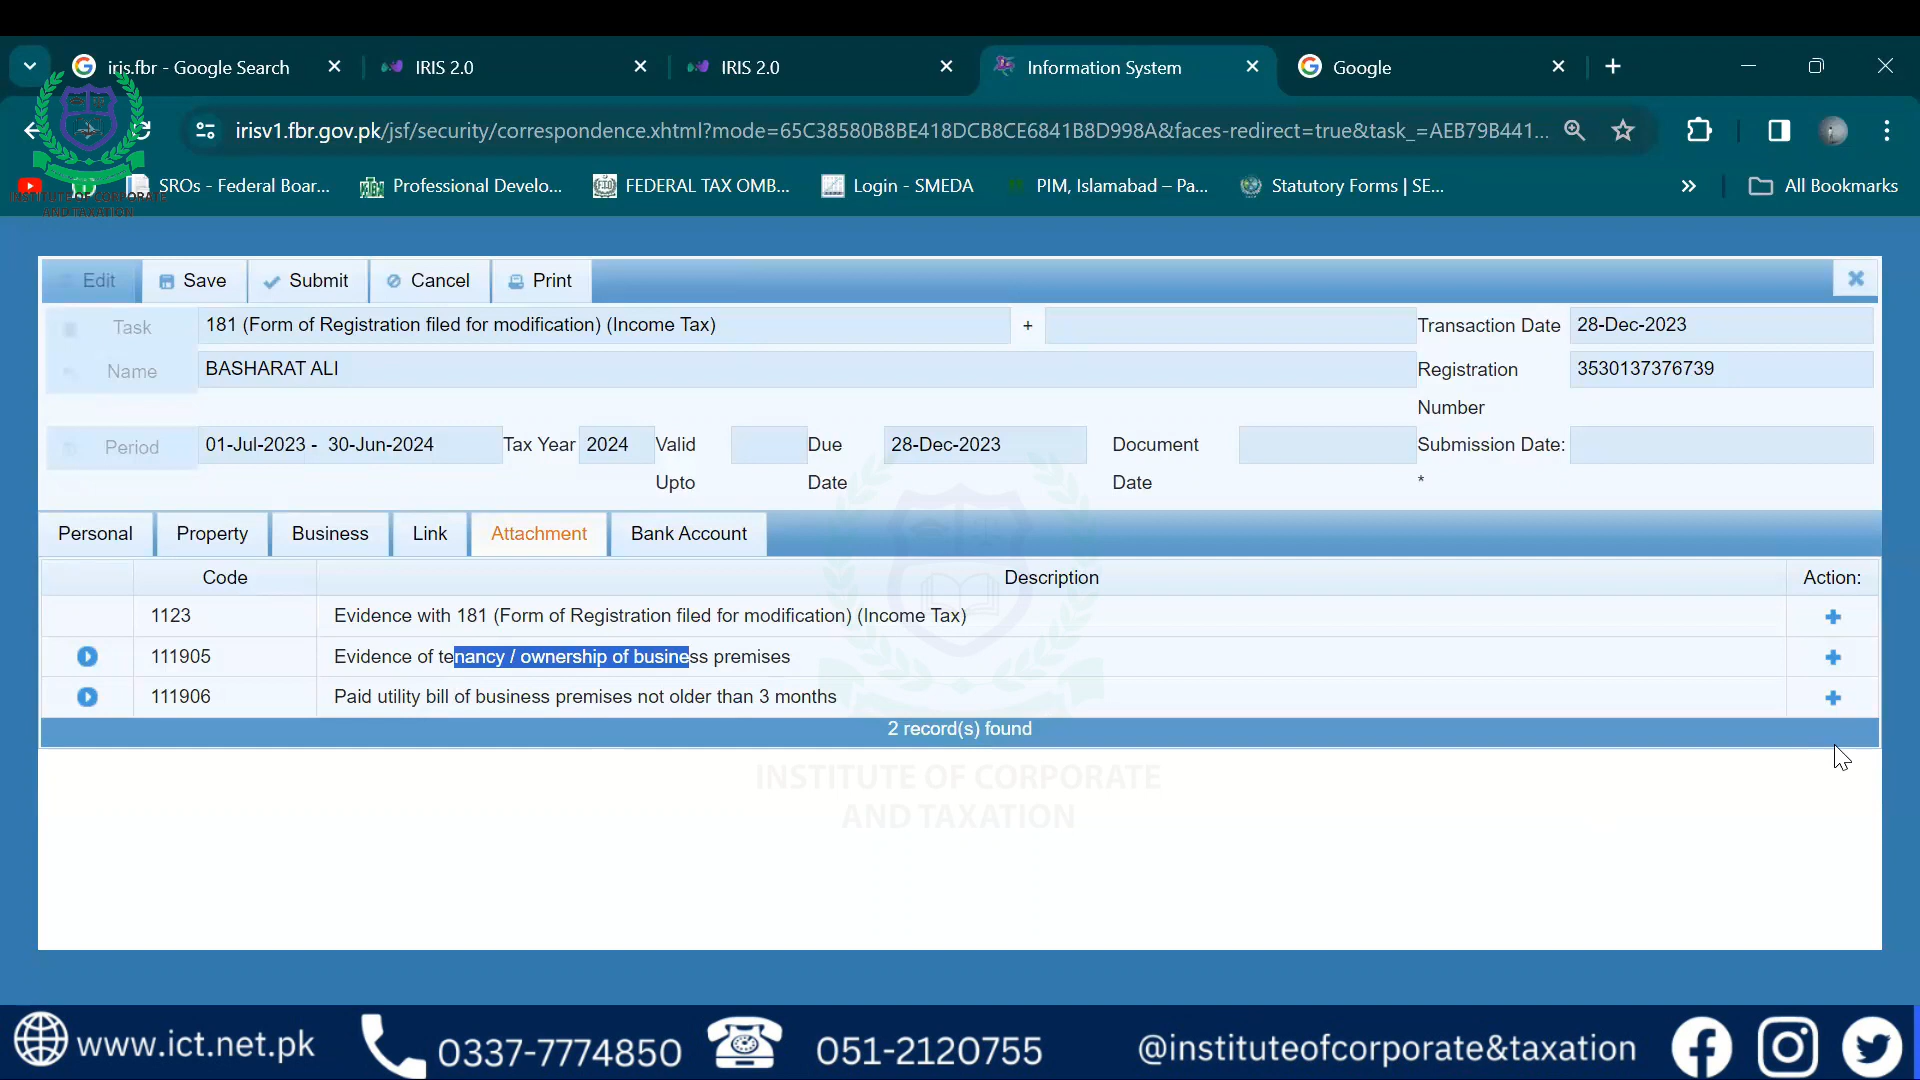 iris.fbr - Google Search
IRIS 2.0
IRIS 2.0
Information System
Google
irisv1.fbr.gov.pk/jsf/security/correspondence.xhtml?mode=65C38580B8BE418DCB8CE6841B8D998A&faces-redirect=true&task_=AEB79B441...
SROs - Federal Boar...
Professional Develo...
FEDERAL TAX OMB...
Login - SMEDA
PIM, Islamabad – Pa...
Statutory Forms | SE...
All Bookmarks
INSTITUTE OF CORPORATE
AND TAXATION
Edit Save Submit Cancel Print
Task 181 (Form of Registration filed for modification) (Income Tax) + Transaction Date 28-Dec-2023
Name BASHARAT ALI Registration Number 3530137376739
Period 01-Jul-2023 - 30-Jun-2024 Tax Year 2024 Valid Upto Due Date 28-Dec-2023 Document Date Submission Date: *
Personal Property Business Link Attachment Bank Account
Code Description Action:
1123 Evidence with 181 (Form of Registration filed for modification) (Income Tax)
111905 Evidence of tenancy / ownership of business premises
111906 Paid utility bill of business premises not older than 3 months
2 record(s) found
INSTITUTE OF CORPORATE
AND TAXATION
www.ict.net.pk 0337-7774850 051-2120755 @instituteofcorporate&taxation